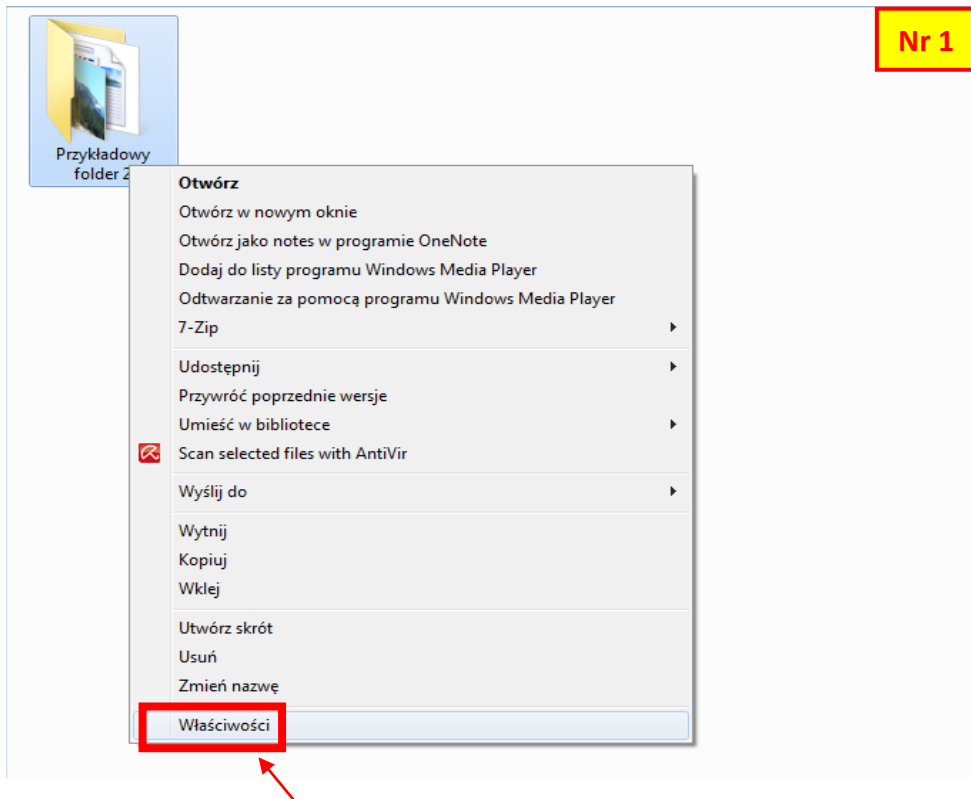 Nr 1
Przykładowy
folder 2
Otwórz
Otwórz w nowym oknie
Otwórz jako notes w programie OneNote
Dodaj do listy programu Windows Media Player
Odtwarzanie za pomocą programu Windows Media Player
7-Zip
Udostępnij
Przywróć poprzednie wersje
Umieść w bibliotece
Scan selected files with AntiVir
Wyślij do
Wytnij
Kopiuj
Wklej
Utwórz skrót
Usuń
Zmień nazwę
Właściwości